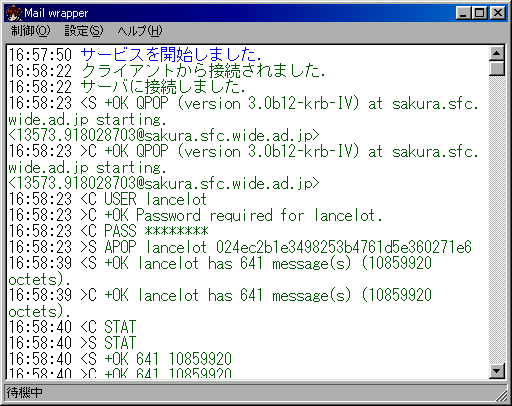 Mail wrapper
制御(O) 設定(S) ヘルプ(H)
16:57:50 サービスを開始しました.
16:58:22 クライアントから接続されました.
16:58:22 サーバに接続しました.
16:58:23 <S +OK QPOP (version 3.0b12-krb-IV) at sakura.sfc.
wide.ad.jp starting.
<13573.918028703@sakura.sfc.wide.ad.jp>
16:58:23 >C +OK QPOP (version 3.0b12-krb-IV) at sakura.sfc.
wide.ad.jp starting.
<13573.918028703@sakura.sfc.wide.ad.jp>
16:58:23 <C USER lancelot
16:58:23 >C +OK Password required for lancelot.
16:58:23 <C PASS ********
16:58:23 >S APOP lancelot 024ec2b1e3498253b4761d5e360271e6
16:58:39 <S +OK lancelot has 641 message(s) (10859920
octets).
16:58:39 >C +OK lancelot has 641 message(s) (10859920
octets).
16:58:40 <C STAT
16:58:40 >S STAT
16:58:40 <S +OK 641 10859920
16:58:40 >C +OK 641 10859920
待機中